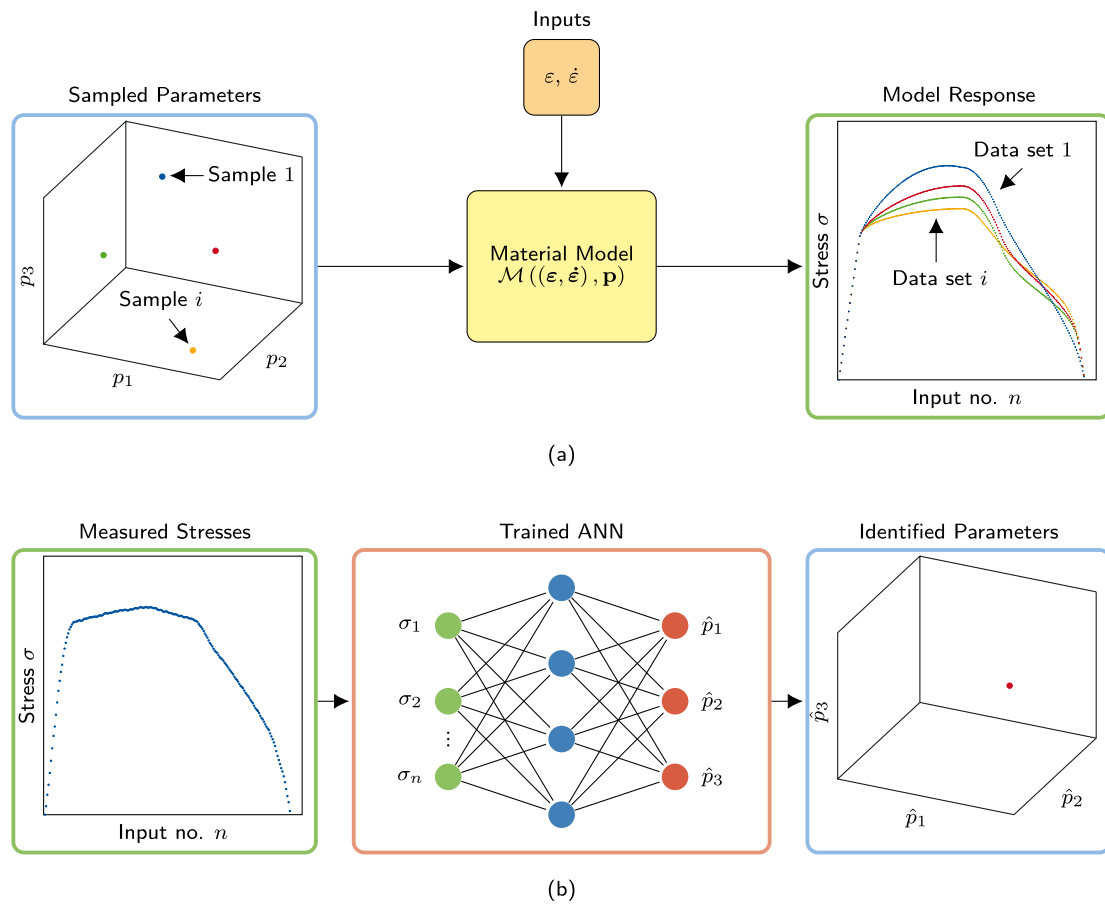 Inputs
ε, ε̇
Sampled Parameters
Sample 1
p₃
Sample i
p₁
p₂
Material Model
ℳ ((𝛆, 𝛆̇) , 𝐩)
Model Response
Data set 1
Data set i
Stress σ
Input no. n
(a)
Measured Stresses
Stress σ
Input no. n
Trained ANN
σ₁
σ₂
⋮
σₙ
p̂₁
p̂₂
p̂₃
Identified Parameters
p̂₃
p̂₁
p̂₂
(b)